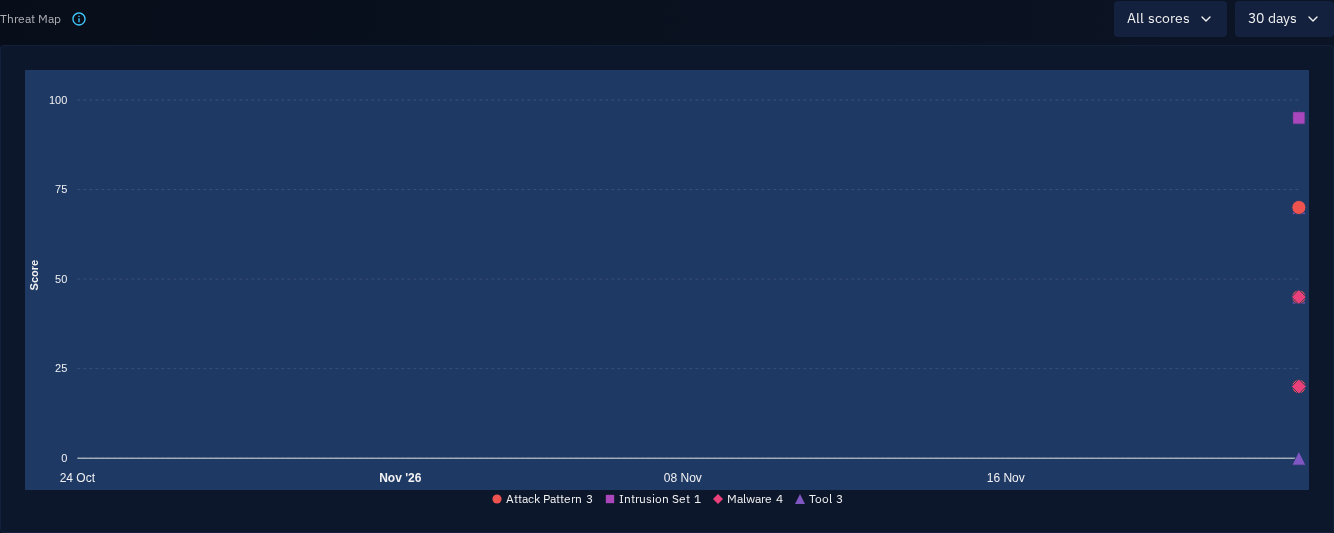 Threat Map
All scores
30 days
100
75
50
25
0
Score
24 Oct
Nov '26
08 Nov
16 Nov
Attack Pattern 3
Intrusion Set 1
Malware 4
Tool 3